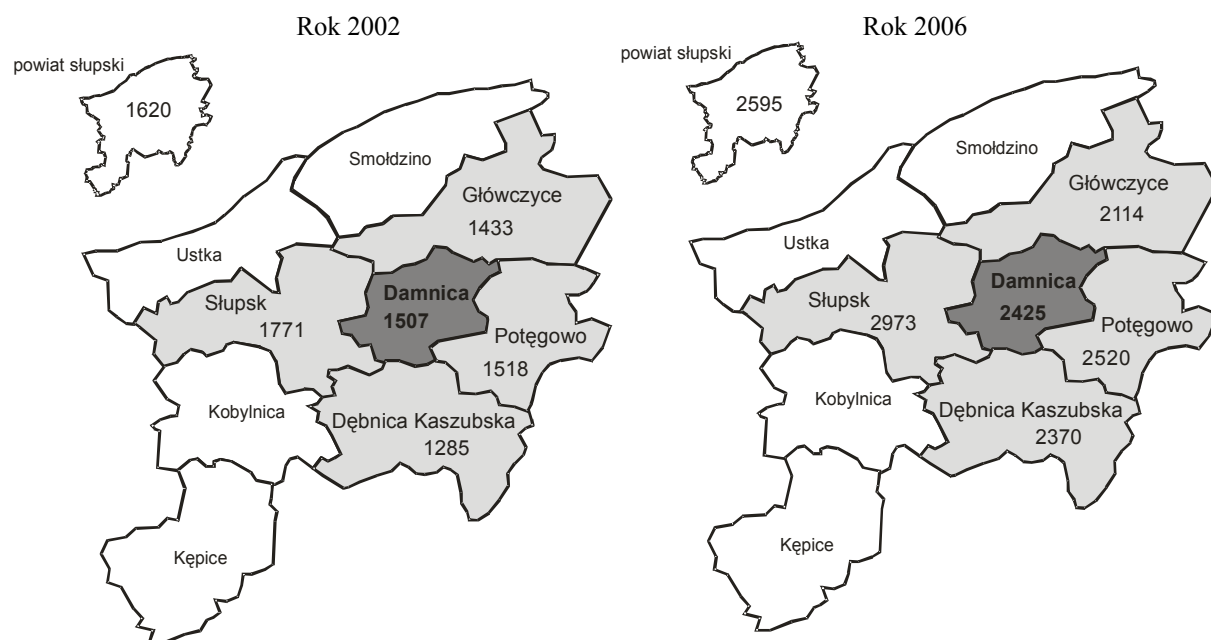 Rok 2002
powiat słupski
1620
Smołdzino
Główczyce
1433
Ustka
Damnica
1507
Słupsk
1771
Potęgowo
1518
Kobylnica
Dębnica Kaszubska
1285
Kępice
Rok 2006
powiat słupski
2595
Smołdzino
Główczyce
2114
Ustka
Damnica
2425
Słupsk
2973
Potęgowo
2520
Kobylnica
Dębnica Kaszubska
2370
Kępice